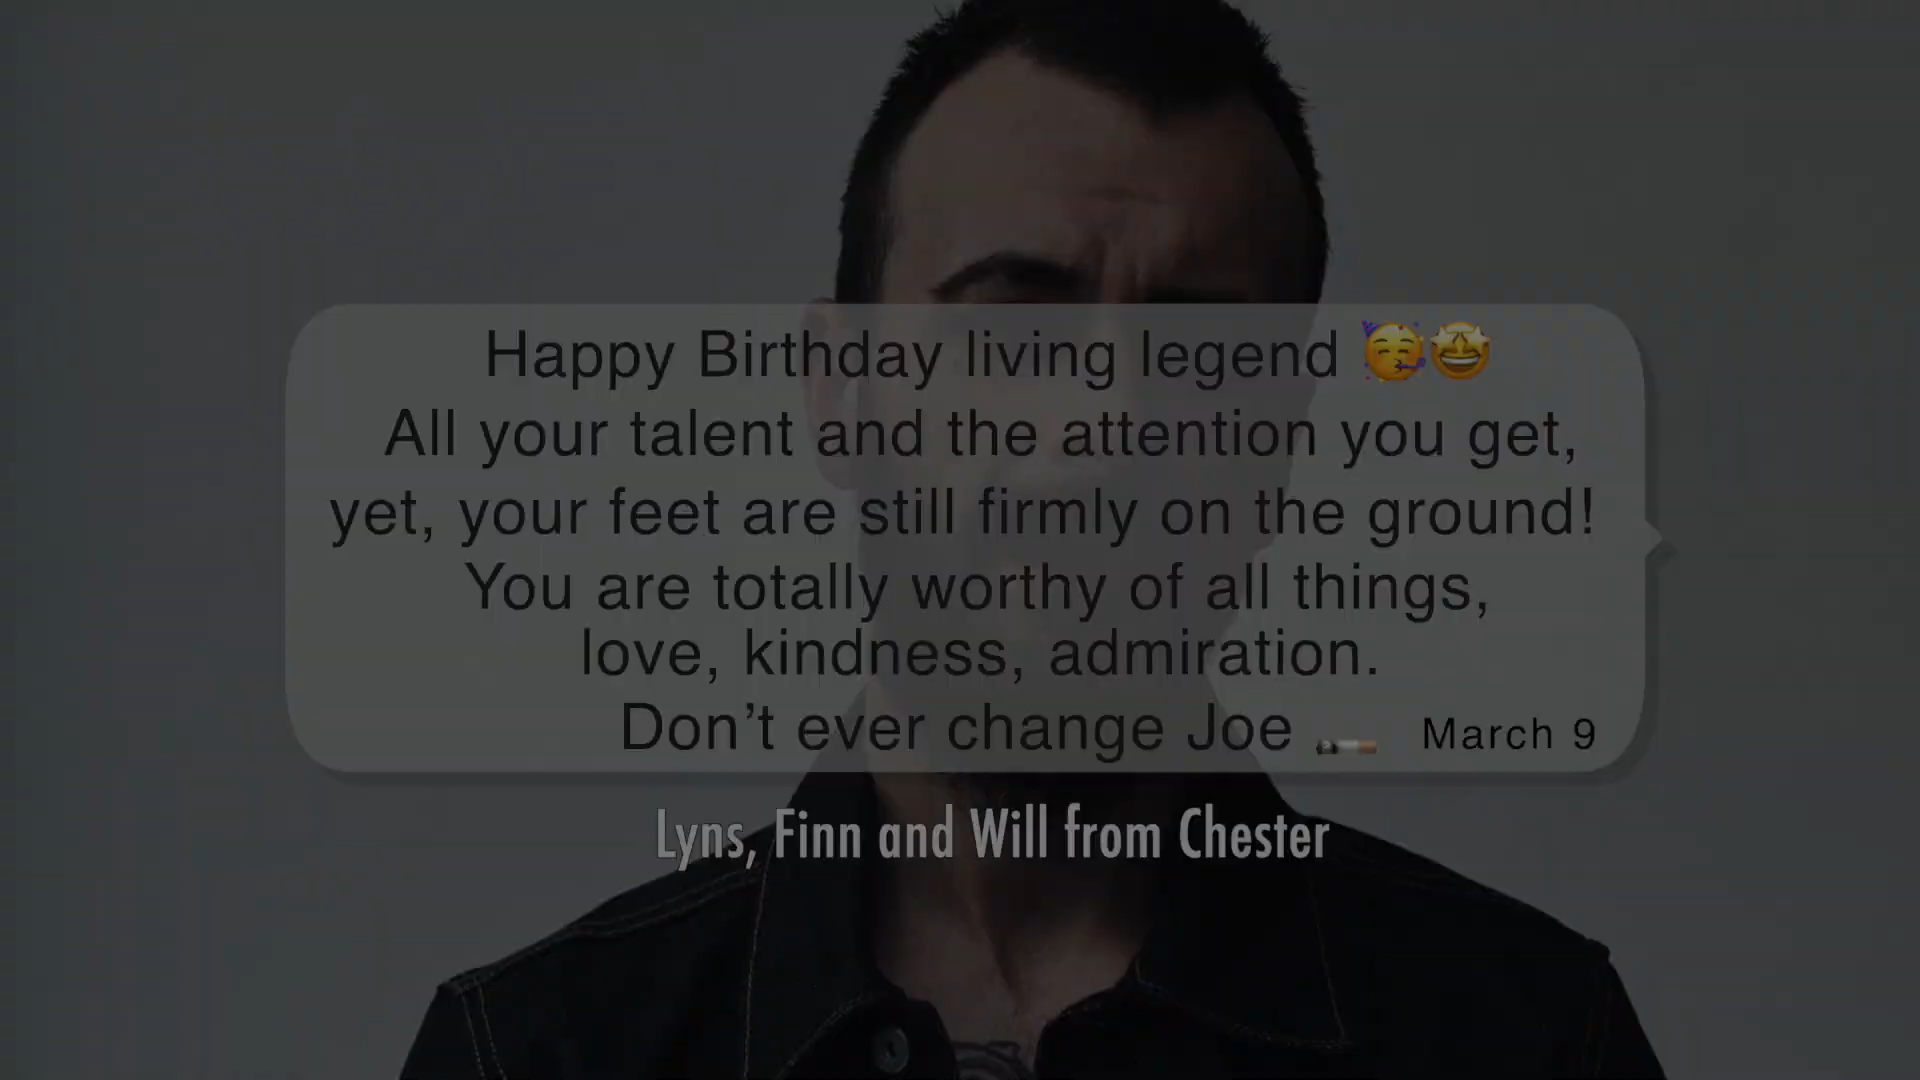 Happy Birthday living legend 🥳🤩
All your talent and the attention you get,
yet, your feet are still firmly on the ground!
You are totally worthy of all things,
love, kindness, admiration.
Don’t ever change Joe 🚬 March 9
Lyns, Finn and Will from Chester